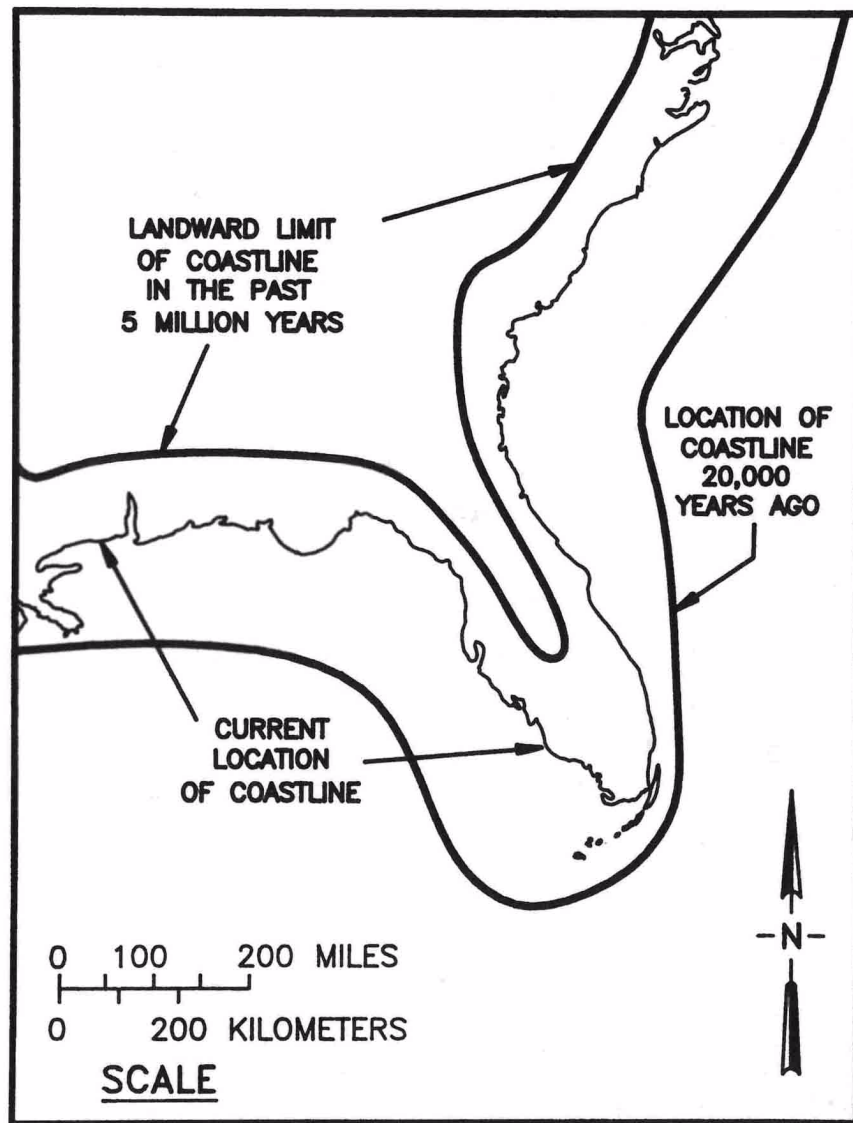 LANDWARD LIMIT
OF COASTLINE
IN THE PAST
5 MILLION YEARS
LOCATION OF
COASTLINE
20,000
YEARS AGO
CURRENT
LOCATION
OF COASTLINE
0 100 200 MILES
0 200 KILOMETERS
SCALE
-N-